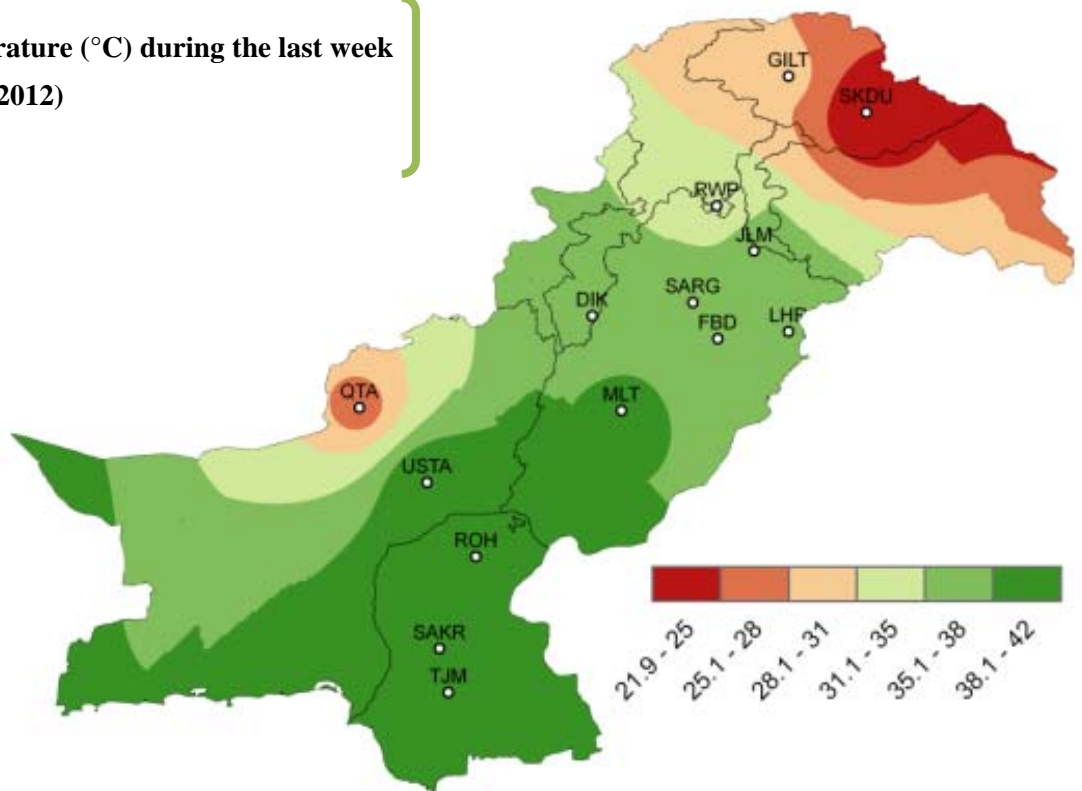 rature (°C) during the last week
2012)
GILT
SKDU
RWP
JLM
SARG
DIK
FBD
LHR
QTA
MLT
USTA
ROH
SAKR
TJM
21.9 - 25
25.1 - 28
28.1 - 31
31.1 - 35
35.1 - 38
38.1 - 42